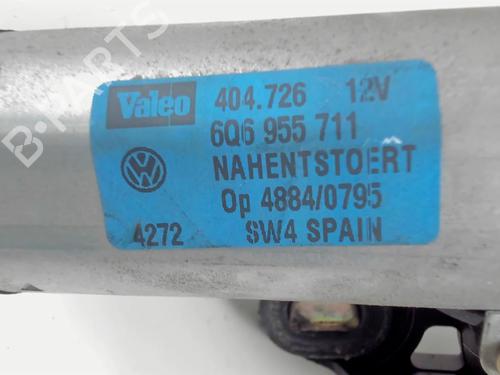 B-PARTS
Valeo 404.726 12V
6Q6 955 711
NAHENTSTOERT
Op 4884/0795
4272 SW4 SPAIN